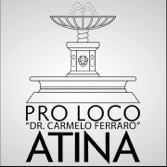 PRO LOCO
"DR. CARMELO FERRARO"
ATINA